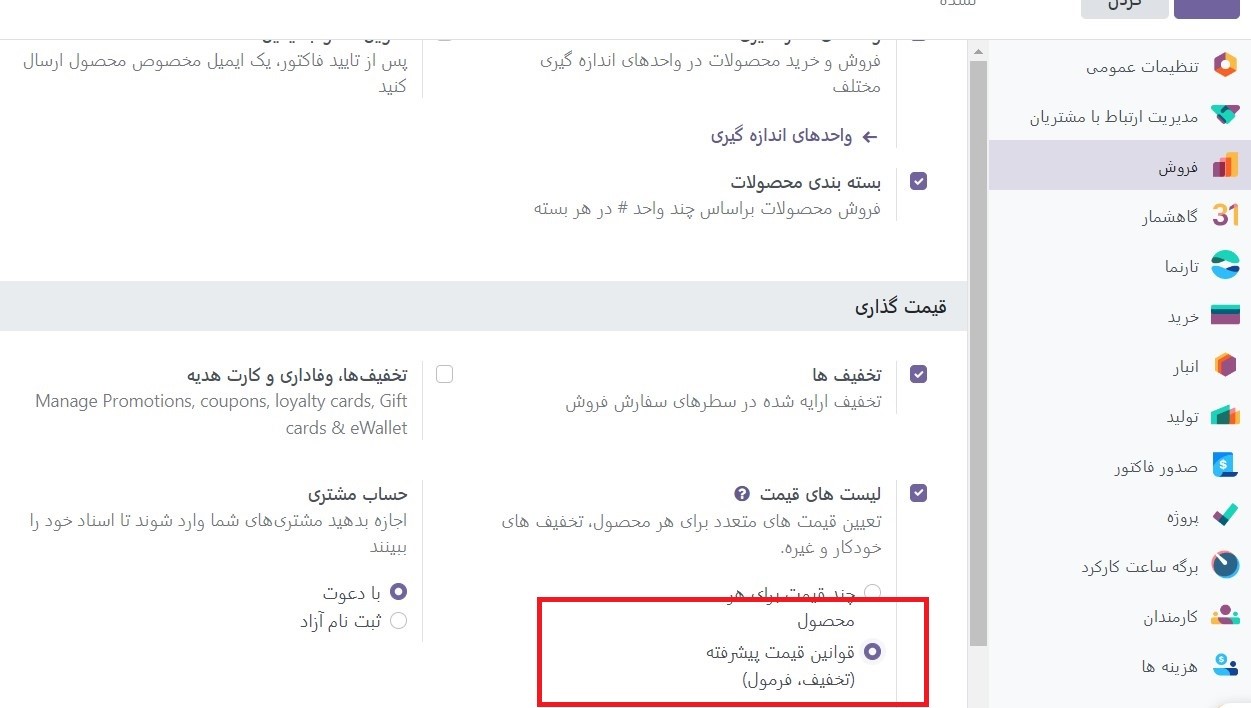 کردن
نشده
تنظیمات عمومی
مدیریت ارتباط با مشتریان
فروش
31
گاهشمار
تارنما
خرید
انبار
تولید
صدور فاکتور
پروژه
برگه ساعت کارکرد
کارمندان
هزینه ها
فروش و خرید محصولات در واحدهای اندازه گیری
مختلف
واحدهای اندازه گیری
بسته بندی محصولات
فروش محصولات براساس چند واحد # در هر بسته
پس از تایید فاکتور، یک ایمیل مخصوص محصول ارسال
کنید
قیمت گذاری
تخفیف ها
تخفیف ارایه شده در سطرهای سفارش فروش
تخفیف‌ها، وفاداری و کارت هدیه
Manage Promotions, coupons, loyalty cards, Gift
cards & eWallet
لیست های قیمت ?
تعیین قیمت های متعدد برای هر محصول، تخفیف های
خودکار و غیره.
چند قیمت برای هر
محصول
قوانین قیمت پیشرفته
(تخفیف، فرمول)
حساب مشتری
اجازه بدهید مشتری‌های شما وارد شوند تا اسناد خود را
ببینند
با دعوت
ثبت نام آزاد